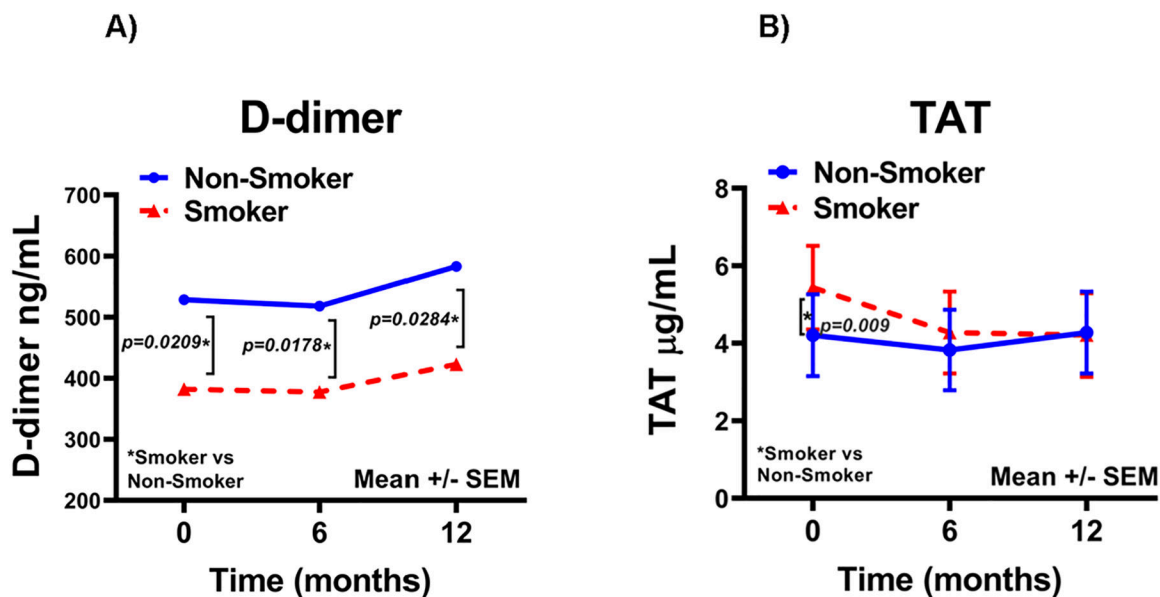 A)
D-dimer
Non-Smoker
Smoker
D-dimer ng/mL
700
600
500
400
300
200
p=0.0209*
p=0.0178*
p=0.0284*
*Smoker vs
Non-Smoker
Mean +/- SEM
0 6 12
Time (months)
B)
TAT
Non-Smoker
Smoker
TAT μg/mL
8
6
4
2
0
* p=0.009
*Smoker vs
Non-Smoker
Mean +/- SEM
0 6 12
Time (months)